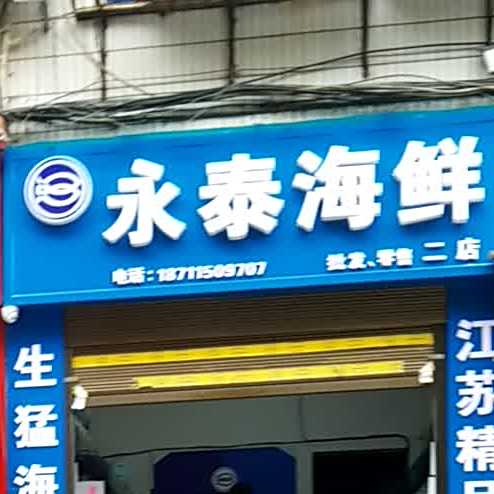 永泰海鲜
电话:18711509707
批发、零售 二店
生猛海
江苏精